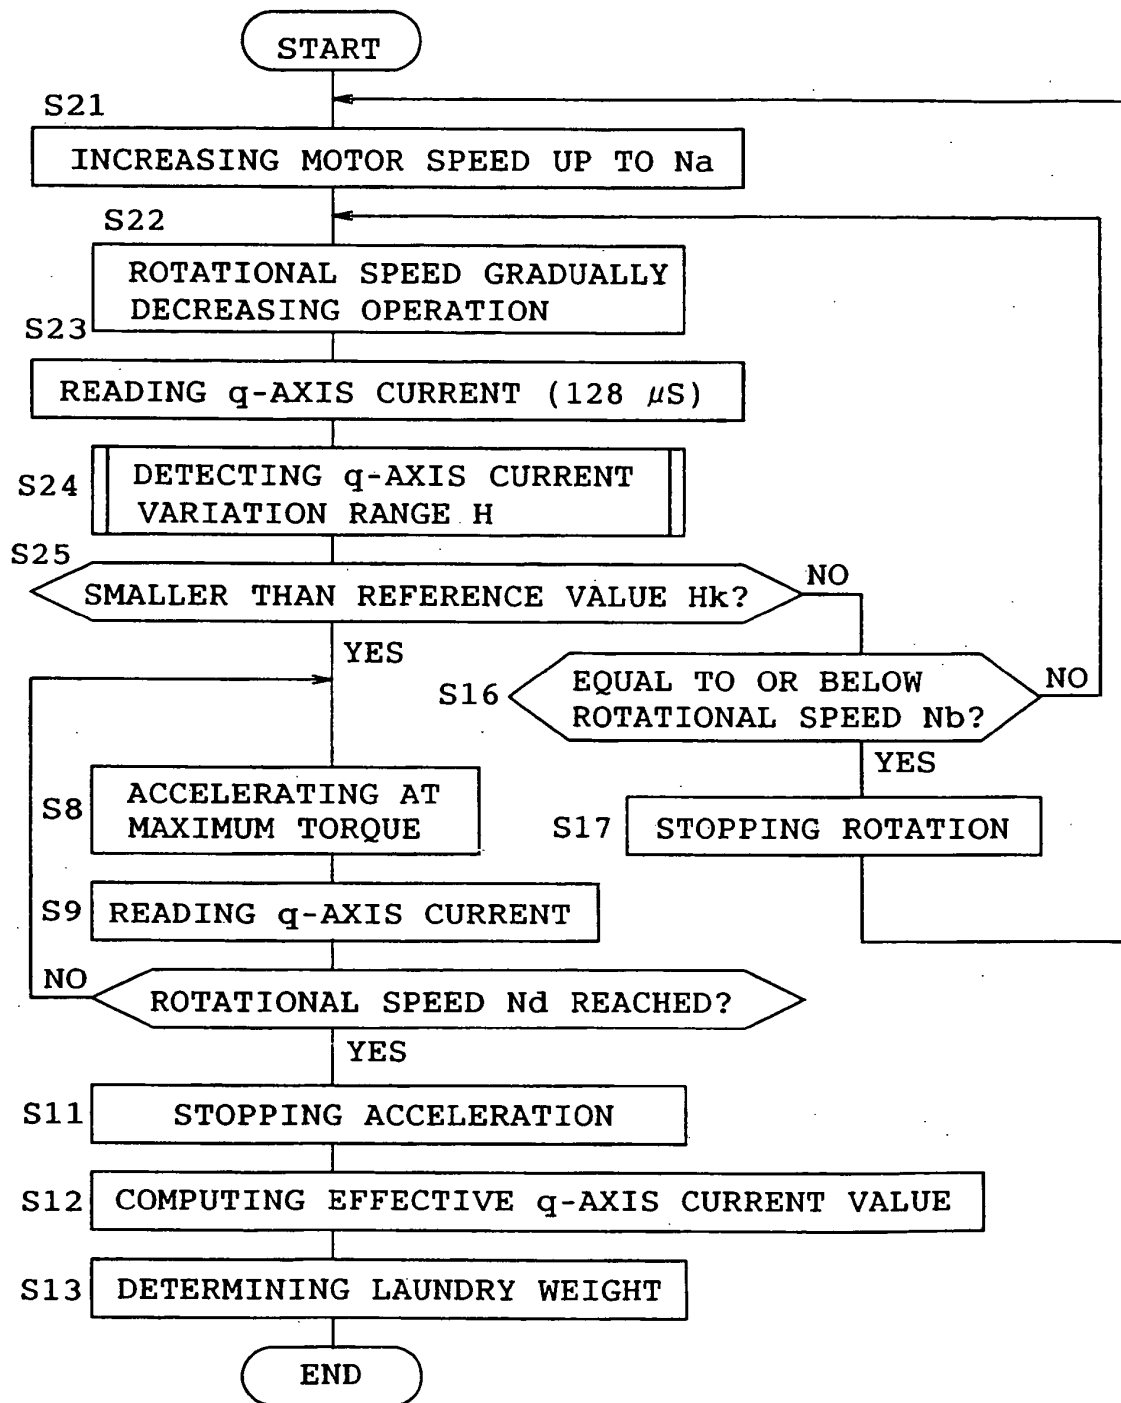 START
S21
INCREASING MOTOR SPEED UP TO Na
S22
ROTATIONAL SPEED GRADUALLY
DECREASING OPERATION
S23
READING q-AXIS CURRENT (128 μS)
S24
DETECTING q-AXIS CURRENT
VARIATION RANGE H
S25
SMALLER THAN REFERENCE VALUE Hk?
NO
YES
S16
EQUAL TO OR BELOW
ROTATIONAL SPEED Nb?
NO
YES
S8
ACCELERATING AT
MAXIMUM TORQUE
S17
STOPPING ROTATION
S9
READING q-AXIS CURRENT
NO
ROTATIONAL SPEED Nd REACHED?
YES
S11
STOPPING ACCELERATION
S12
COMPUTING EFFECTIVE q-AXIS CURRENT VALUE
S13
DETERMINING LAUNDRY WEIGHT
END